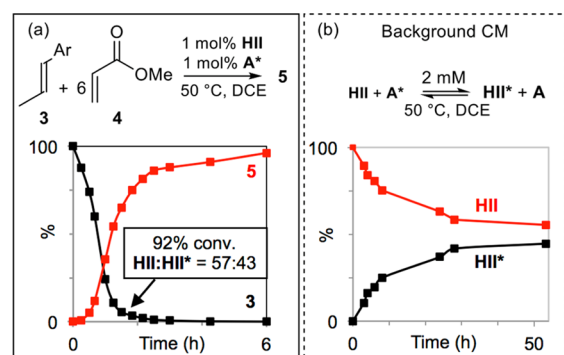 (a)
Ar
O
OMe
+ 6
3
4
1 mol% HII
1 mol% A*
50 °C, DCE
5
100
%
0
5
92% conv.
HII:HII* = 57:43
3
0
Time (h)
6
(b)
Background CM
HII + A*
2 mM
50 °C, DCE
HII* + A
100
%
0
HII
HII*
0
Time (h)
50